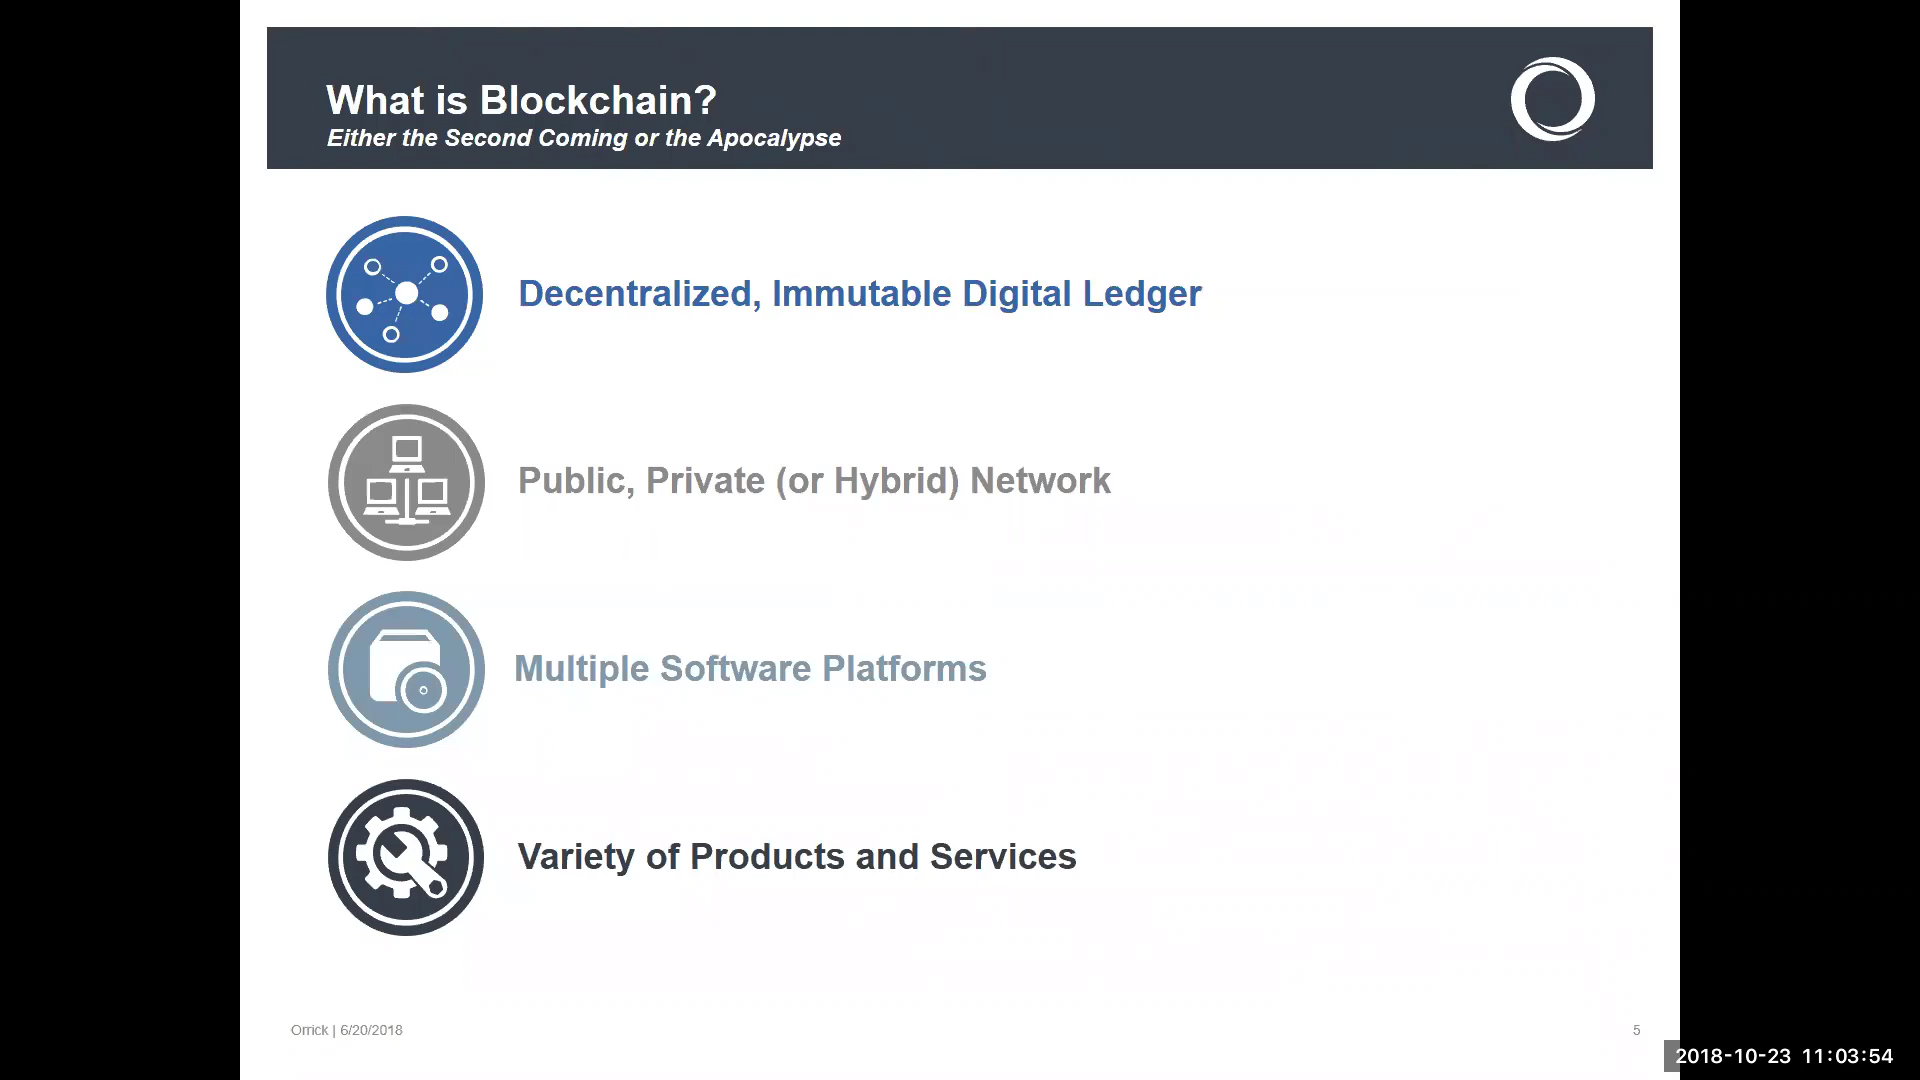 What is Blockchain?
Either the Second Coming or the Apocalypse
Decentralized, Immutable Digital Ledger
Public, Private (or Hybrid) Network
Multiple Software Platforms
Variety of Products and Services
Orrick | 6/20/2018
5
2018-10-23 11:03:54